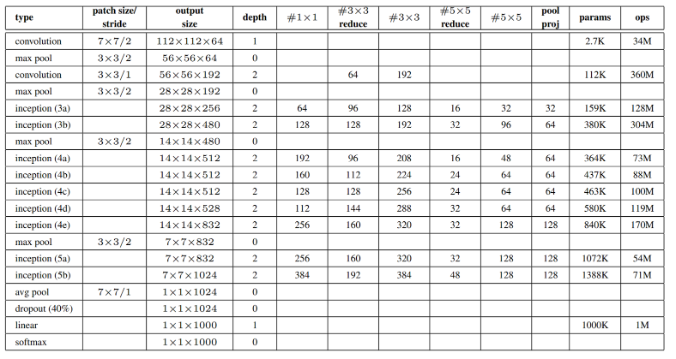 type patch size/ stride output size depth #1×1 #3×3 reduce #3×3 #5×5 reduce #5×5 pool proj params ops
convolution 7×7/2 112×112×64 1 2.7K 34M
max pool 3×3/2 56×56×64 0
convolution 3×3/1 56×56×192 2 64 192 112K 360M
max pool 3×3/2 28×28×192 0
inception (3a) 28×28×256 2 64 96 128 16 32 32 159K 128M
inception (3b) 28×28×480 2 128 128 192 32 96 64 380K 304M
max pool 3×3/2 14×14×480 0
inception (4a) 14×14×512 2 192 96 208 16 48 64 364K 73M
inception (4b) 14×14×512 2 160 112 224 24 64 64 437K 88M
inception (4c) 14×14×512 2 128 128 256 24 64 64 463K 100M
inception (4d) 14×14×528 2 112 144 288 32 64 64 580K 119M
inception (4e) 14×14×832 2 256 160 320 32 128 128 840K 170M
max pool 3×3/2 7×7×832 0
inception (5a) 7×7×832 2 256 160 320 32 128 128 1072K 54M
inception (5b) 7×7×1024 2 384 192 384 48 128 128 1388K 71M
avg pool 7×7/1 1×1×1024 0
dropout (40%) 1×1×1024 0
linear 1×1×1000 1 1000K 1M
softmax 1×1×1000 0